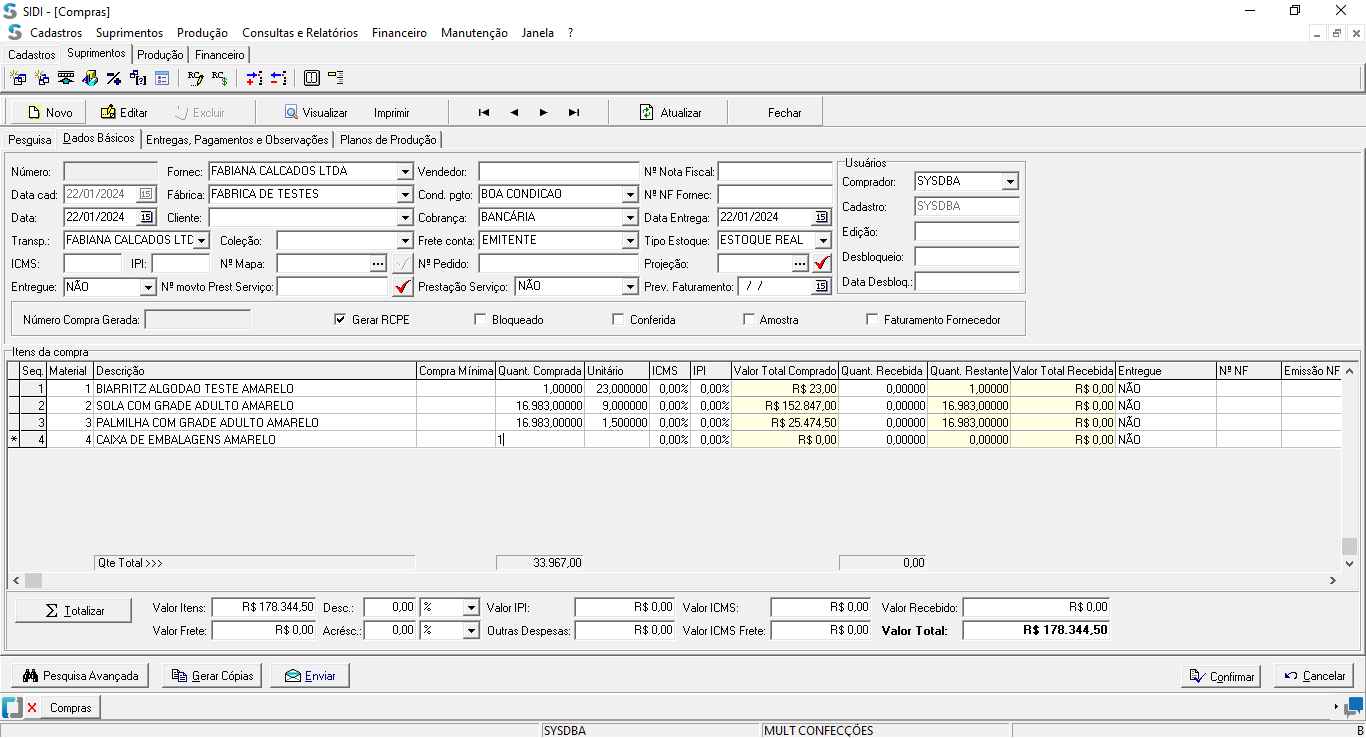 SIDI - [Compras]
Cadastros Suprimentos Produção Consultas e Relatórios Financeiro Manutenção Janela ?
Cadastros Suprimentos Produção Financeiro
Novo Editar Excluir Visualizar Imprimir Atualizar Fechar
Pesquisa Dados Básicos Entregas, Pagamentos e Observações Planos de Produção
Usuários
Número: Fornec: FABIANA CALCADOS LTDA Vendedor: Nº Nota Fiscal: Comprador: SYSDBA
Data cad: 22/01/2024 15 Fábrica: FABRICA DE TESTES Cond. pgto: BOA CONDICAO Nº NF Fornec: Cadastro: SYSDBA
Data: 22/01/2024 15 Cliente: Cobrança: BANCÁRIA Data Entrega: 22/01/2024 15 Edição:
Transp.: FABIANA CALCADOS LTC Coleção: Frete conta: EMITENTE Tipo Estoque: ESTOQUE REAL Desbloqueio:
ICMS: IPI: Nº Mapa: ... Nº Pedido: Projeção: ... Data Desbloq.:
Entregue: NÃO Nº movto Prest Serviço: Prestação Serviço: NÃO Prev. Faturamento: / / 15
Número Compra Gerada: Gerar RCPE Bloqueado Conferida Amostra Faturamento Fornecedor
Itens da compra
Seq. Material Descrição Compra Mínima Quant. Comprada Unitário ICMS IPI Valor Total Comprado Quant. Recebida Quant. Restante Valor Total Recebida Entregue Nº NF Emissão NF
1 1 BIARRITZ ALGODAO TESTE AMARELO 1,00000 23,000000 0,00% 0,00% R$ 23,00 0,00000 1,00000 R$ 0,00 NÃO
2 2 SOLA COM GRADE ADULTO AMARELO 16.983,00000 9,000000 0,00% 0,00% R$ 152.847,00 0,00000 16.983,00000 R$ 0,00 NÃO
3 3 PALMILHA COM GRADE ADULTO AMARELO 16.983,00000 1,500000 0,00% 0,00% R$ 25.474,50 0,00000 16.983,00000 R$ 0,00 NÃO
* 4 4 CAIXA DE EMBALAGENS AMARELO 1 0,00% 0,00% R$ 0,00 0,00000 0,00000 R$ 0,00 NÃO
Qte Total >>> 33.967,00 0,00
Σ Totalizar Valor Itens: R$ 178.344,50 Desc.: 0,00 % Valor IPI: R$ 0,00 Valor ICMS: R$ 0,00 Valor Recebido: R$ 0,00
Valor Frete: R$ 0,00 Acrésc.: 0,00 % Outras Despesas: R$ 0,00 Valor ICMS Frete: R$ 0,00 Valor Total: R$ 178.344,50
Pesquisa Avançada Gerar Cópias Enviar Confirmar Cancelar
Compras
SYSDBA MULT CONFECÇÕES B